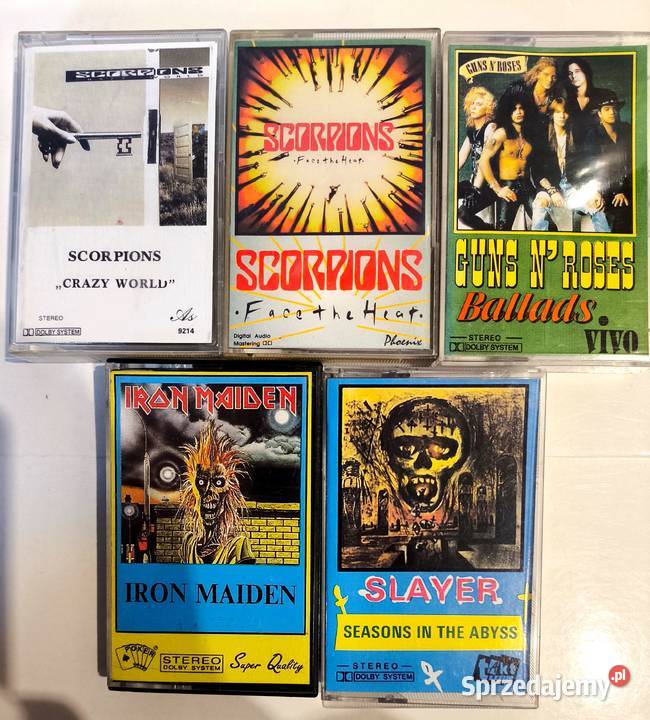 SCORPIONS
SCORPIONS
„CRAZY WORLD”
STEREO
DOLBY SYSTEM
As
9214
SCORPIONS
·Face the Heat·
SCORPIONS
·Face the Heat·
Digital Audio
Mastering
Phoenix
GUNS N' ROSES
GUNS N' ROSES
Ballads
STEREO
DOLBY SYSTEM
VIVO
IRON MAIDEN
IRON MAIDEN
POKER
STEREO
DOLBY SYSTEM
Super Quality
SLAYER
SEASONS IN THE ABYSS
STEREO
DOLBY SYSTEM
Sprzedajemy.pl